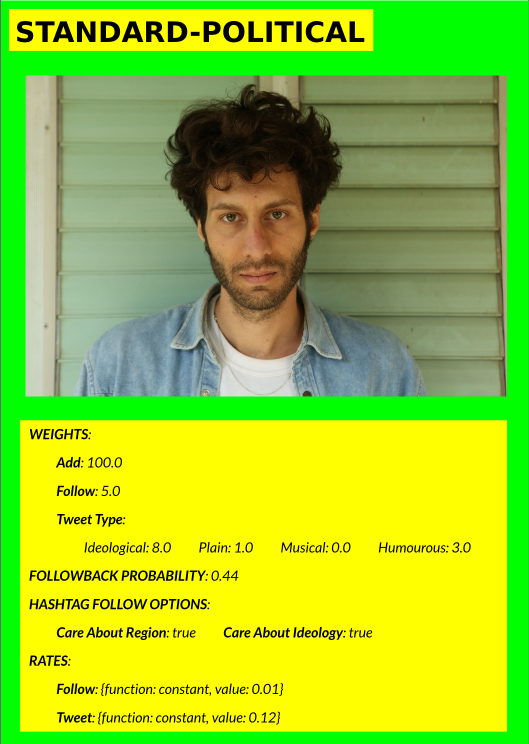 STANDARD-POLITICAL
WEIGHTS:
Add: 100.0
Follow: 5.0
Tweet Type:
Ideological: 8.0 Plain: 1.0 Musical: 0.0 Humourous: 3.0
FOLLOWBACK PROBABILITY: 0.44
HASHTAG FOLLOW OPTIONS:
Care About Region: true Care About Ideology: true
RATES:
Follow: {function: constant, value: 0.01}
Tweet: {function: constant, value: 0.12}